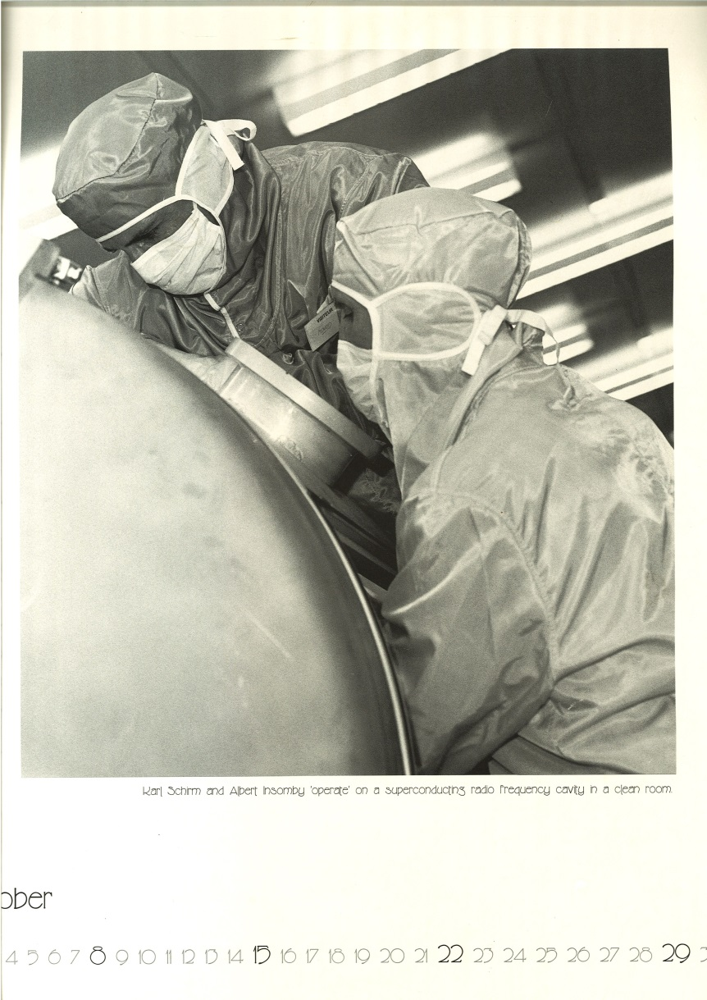 VISITEUR
Karl Schirm and Albert Insomby 'operate' on a superconducting radio frequency cavity in a clean room.
ober
4 5 6 7 8 9 10 11 12 13 14 15 16 17 18 19 20 21 22 23 24 25 26 27 28 29